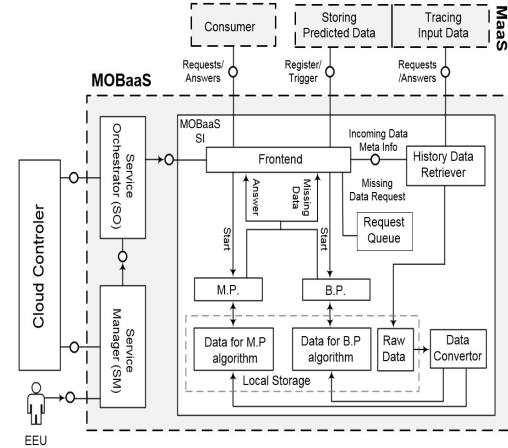 Consumer
Storing
Predicted Data
Tracing
Input Data
MaaS
Requests/
Answers
Register/
Trigger
Requests
/Answers
MOBaaS
MOBaaS
SI
Service
Orchestrator (SO)
Frontend
Incoming Data
Meta Info
History Data
Retriever
Missing
Data Request
Request
Queue
Answer
Missing
Data
Start
Start
Cloud Controler
Service
Manager (SM)
M.P.
B.P.
Data for M.P
algorithm
Data for B.P
algorithm
Raw
Data
Data
Convertor
Local Storage
EEU